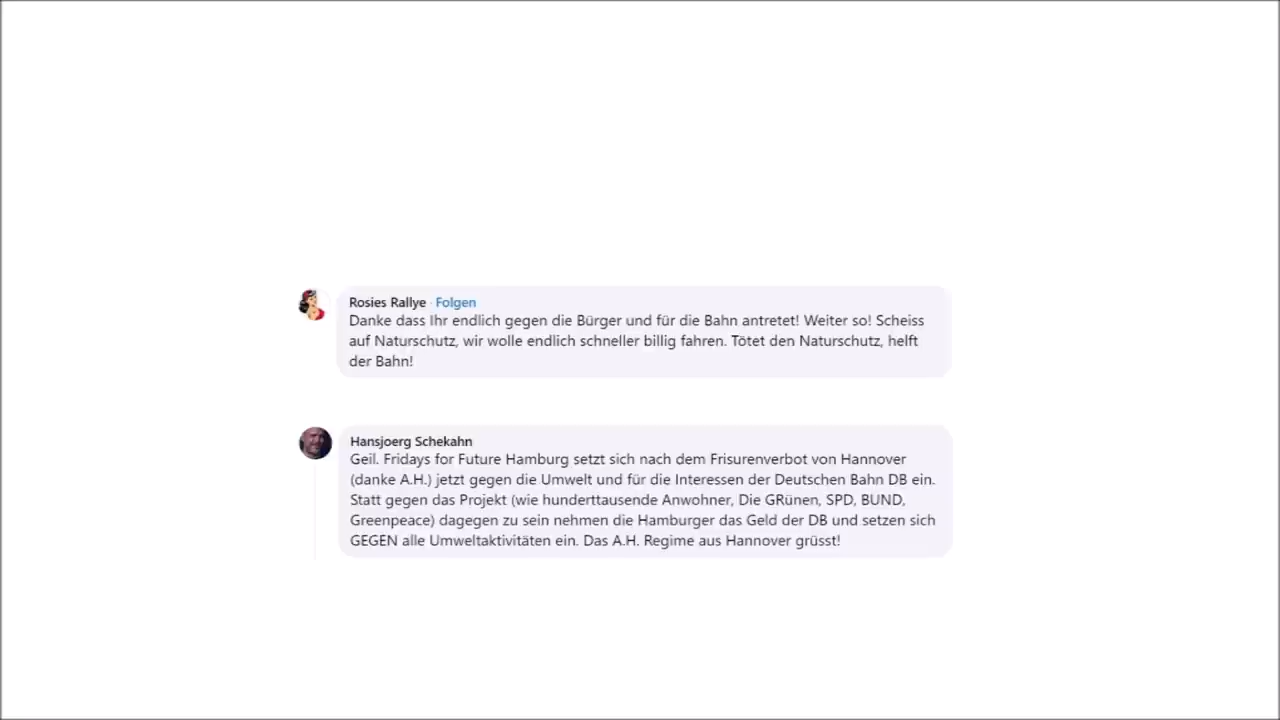 Rosies Rallye · Folgen
Danke dass Ihr endlich gegen die Bürger und für die Bahn antretet! Weiter so! Scheiss
auf Naturschutz, wir wolle endlich schneller billig fahren. Tötet den Naturschutz, helft
der Bahn!
Hansjoerg Schekahn
Geil. Fridays for Future Hamburg setzt sich nach dem Frisurenverbot von Hannover
(danke A.H.) jetzt gegen die Umwelt und für die Interessen der Deutschen Bahn DB ein.
Statt gegen das Projekt (wie hunderttausende Anwohner, Die GRünen, SPD, BUND,
Greenpeace) dagegen zu sein nehmen die Hamburger das Geld der DB und setzen sich
GEGEN alle Umweltaktivitäten ein. Das A.H. Regime aus Hannover grüsst!